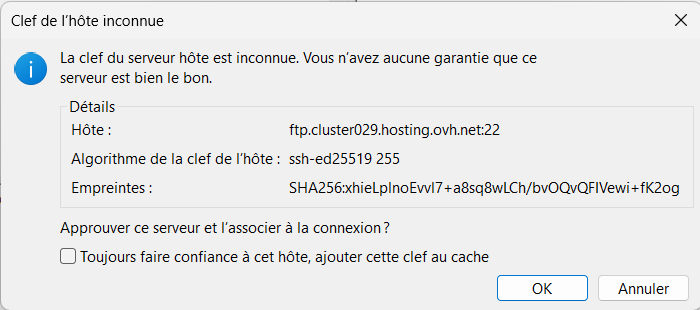 Clef de l'hôte inconnue
La clef du serveur hôte est inconnue. Vous n'avez aucune garantie que ce
serveur est bien le bon.
Détails
Hôte : ftp.cluster029.hosting.ovh.net:22
Algorithme de la clef de l'hôte : ssh-ed25519 255
Empreintes : SHA256:xhieLplnoEvvl7+a8sq8wLCh/bvOQvQFIVewi+fK2og
Approuver ce serveur et l'associer à la connexion ?
Toujours faire confiance à cet hôte, ajouter cette clef au cache
OK Annuler